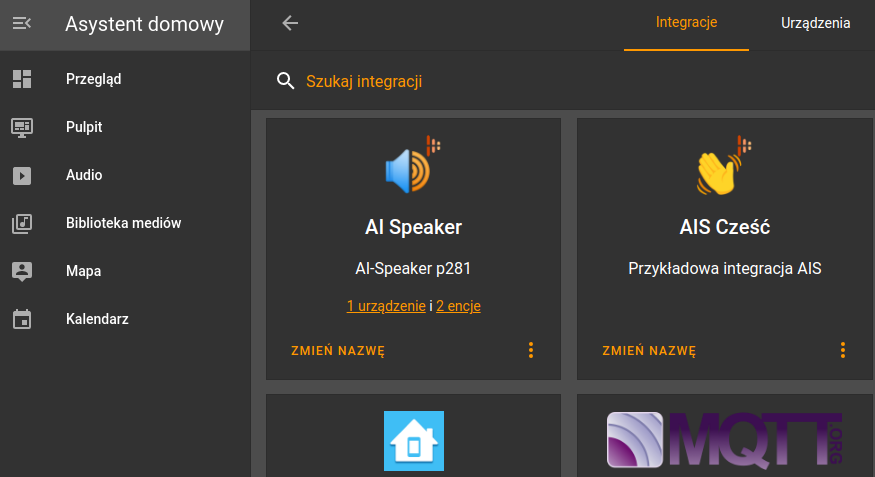 Asystent domowy
Przegląd
Pulpit
Audio
Biblioteka mediów
Mapa
Kalendarz
Integracje
Urządzenia
Szukaj integracji
AI Speaker
AI-Speaker p281
1 urządzenie i 2 encje
ZMIEŃ NAZWĘ
AIS Cześć
Przykładowa integracja AIS
ZMIEŃ NAZWĘ
MQTT.ORG